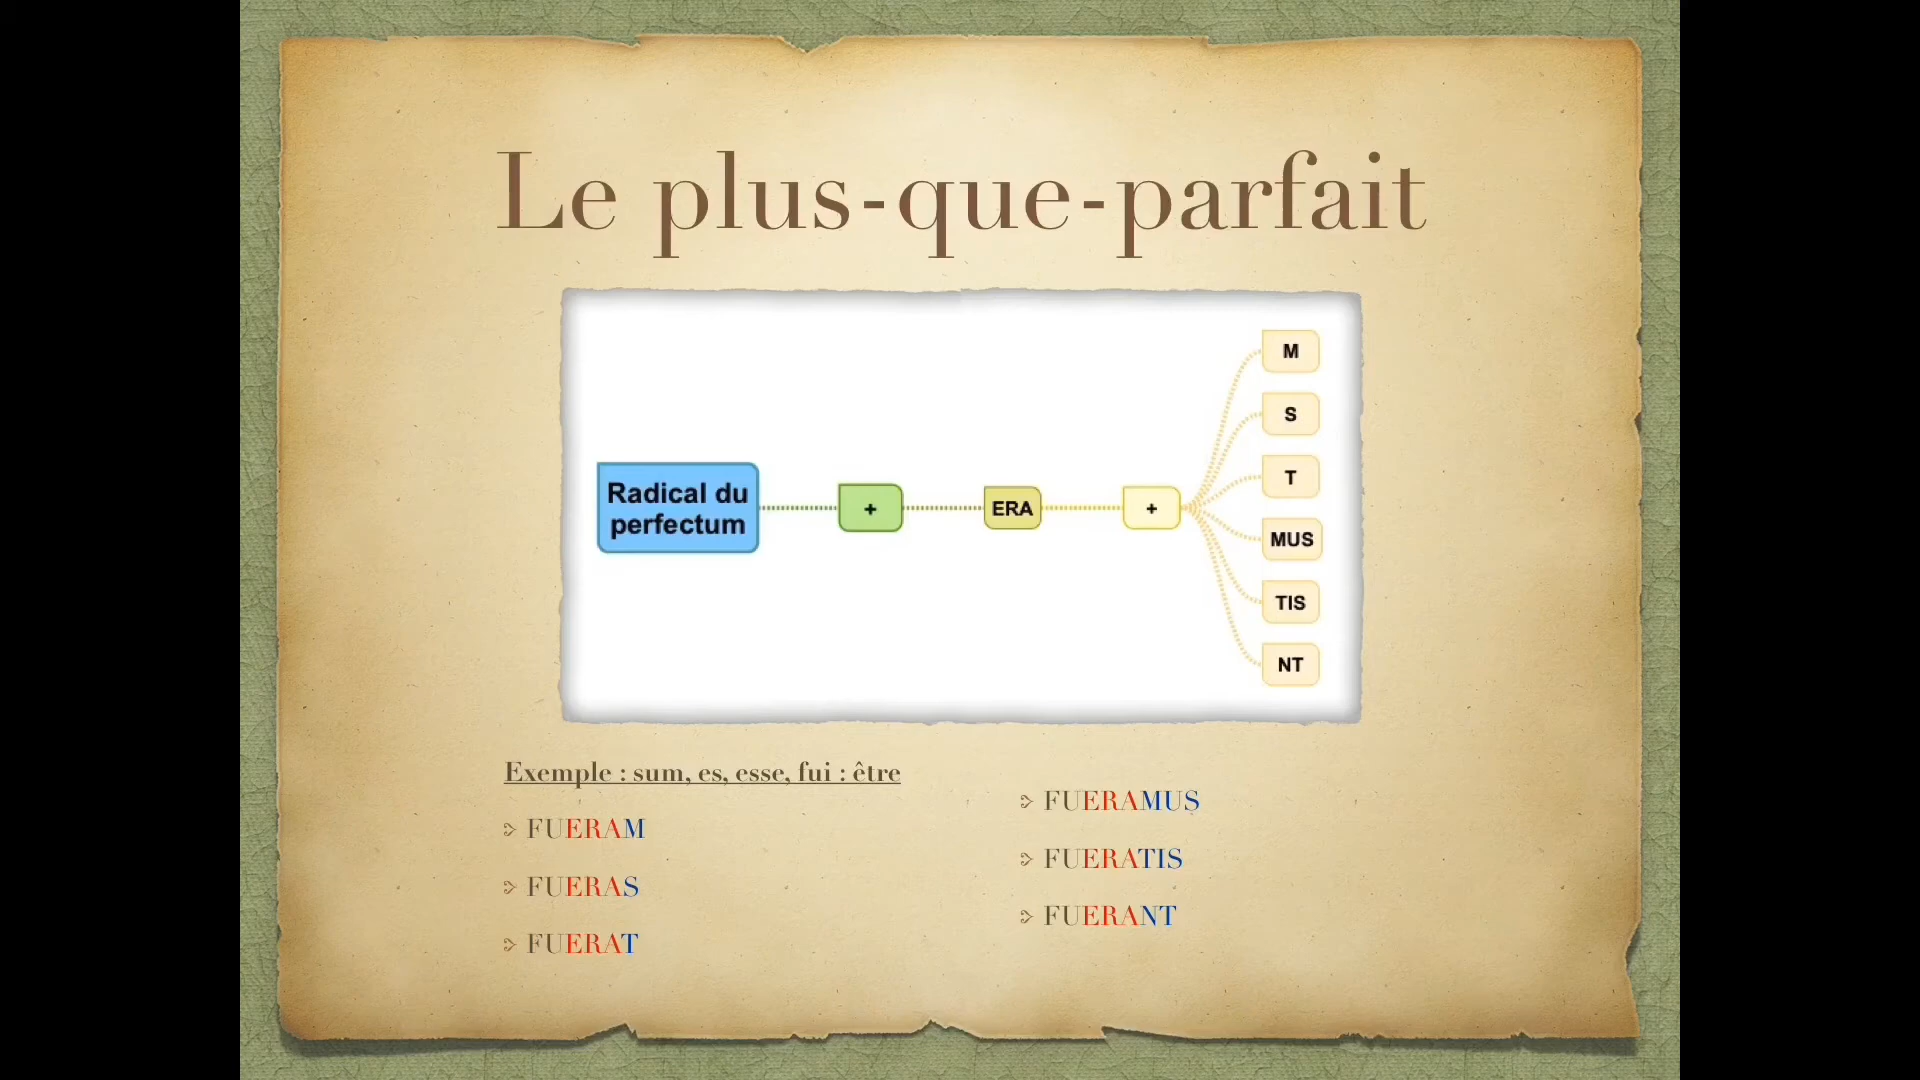 Le plus-que-parfait
Radical du
perfectum
+
ERA
+
M
S
T
MUS
TIS
NT
Exemple : sum, es, esse, fui : être
FUERAM
FUERAS
FUERAT
FUERAMUS
FUERATIS
FUERANT